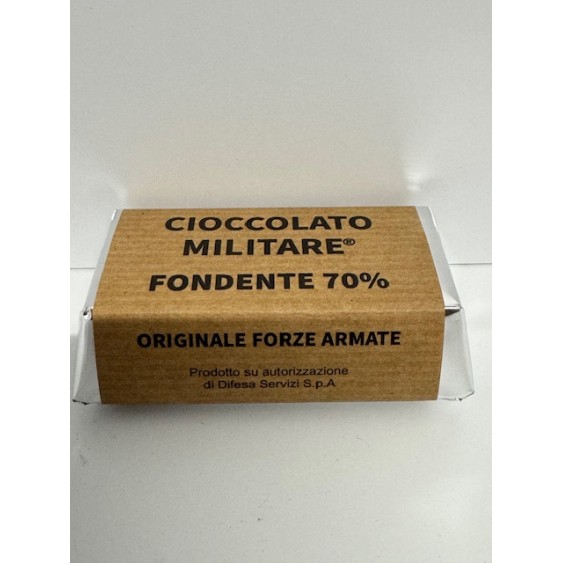 CIOCCOLATO
MILITARE®
FONDENTE 70%
ORIGINALE FORZE ARMATE
Prodotto su autorizzazione
di Difesa Servizi S.p.A